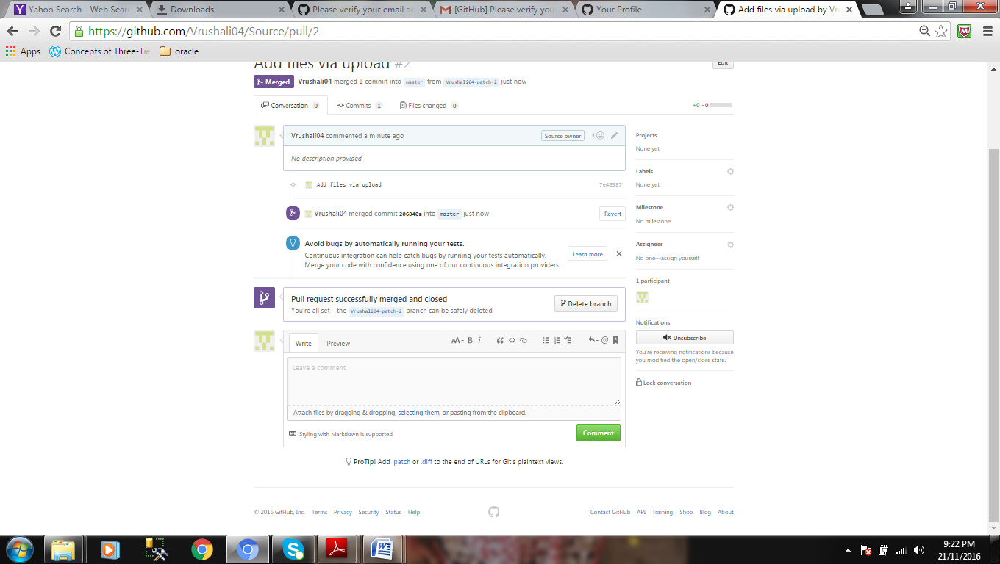 Yahoo Search - Web Sear
Downloads
Please verify your email ad
[GitHub] Please verify you
Your Profile
Add files via upload by Vr
https://github.com/Vrushali04/Source/pull/2
Apps
Concepts of Three-Tie
oracle
Add files via upload #2
Edit
Merged
Vrushali04 merged 1 commit into master from Vrushali04-patch-2 just now
Conversation 0
Commits 1
Files changed 0
+0 −0
Vrushali04 commented a minute ago
Source owner
No description provided.
Add files via upload
7e48387
Vrushali04 merged commit 206840a into master just now
Revert
Avoid bugs by automatically running your tests.
Continuous integration can help catch bugs by running your tests automatically.
Merge your code with confidence using one of our continuous integration providers.
Learn more
Pull request successfully merged and closed
You're all set—the Vrushali04-patch-2 branch can be safely deleted.
Delete branch
Write
Preview
AA
B
i
Leave a comment
Attach files by dragging & dropping, selecting them, or pasting from the clipboard.
Styling with Markdown is supported
Comment
ProTip! Add .patch or .diff to the end of URLs for Git's plaintext views.
Projects
None yet
Labels
None yet
Milestone
No milestone
Assignees
No one—assign yourself
1 participant
Notifications
Unsubscribe
You're receiving notifications because
you modified the open/close state.
Lock conversation
© 2016 GitHub, Inc.
Terms
Privacy
Security
Status
Help
Contact GitHub
API
Training
Shop
Blog
About
9:22 PM
21/11/2016